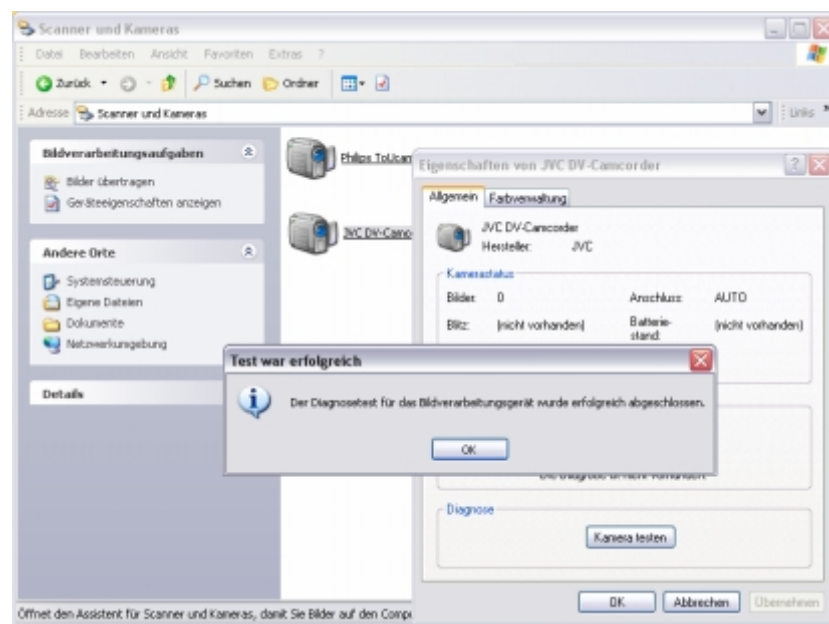 Scanner und Kameras
Datei Bearbeiten Ansicht Favoriten Extras ?
Zurück Suchen Ordner
Adresse Scanner und Kameras Links
Bildverarbeitungsaufgaben
Bilder übertragen
Geräteeigenschaften anzeigen
Andere Orte
Systemsteuerung
Eigene Dateien
Dokumente
Netzwerkumgebung
Details
Philips ToUcam
JVC DV-Camc
Eigenschaften von JVC DV-Camcorder
Allgemein Farbverwaltung
JVC DV-Camcorder
Hersteller: JVC
Kamerastatus
Bilder: 0 Anschluss: AUTO
Blitz: (nicht vorhanden) Batterie-
stand: (nicht vorhanden)
Test war erfolgreich
Der Diagnosetest für das Bildverarbeitungsgerät wurde erfolgreich abgeschlossen.
OK
Diagnose
Kamera testen
OK Abbrechen Übernehmen
Öffnet den Assistent für Scanner und Kameras, damit Sie Bilder auf den Compu